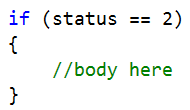 if (status == 2)
{
    //body here
}